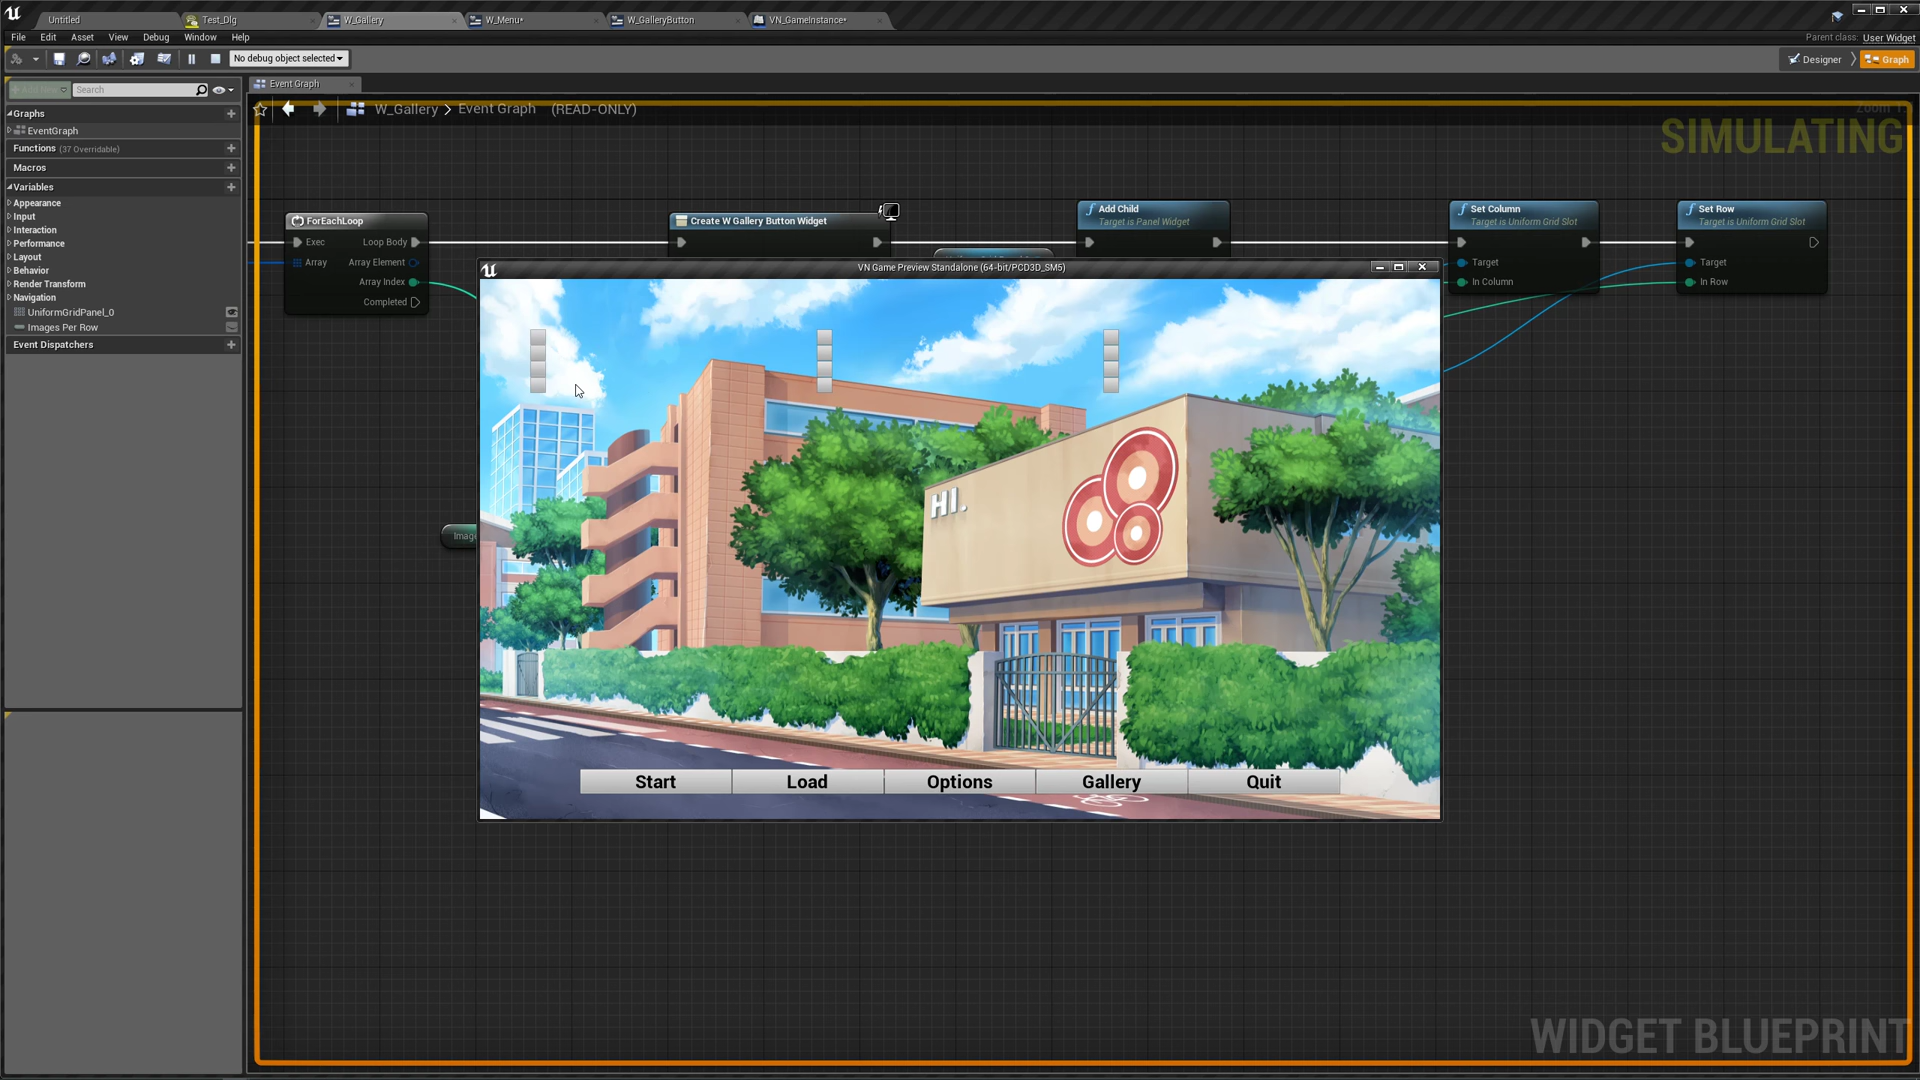 Untitled
Test_Dlg
W_Gallery
W_Menu*
W_GalleryButton
VN_GameInstance*
File
Edit
Asset
View
Debug
Window
Help
Parent class: User Widget
No debug object selected
Designer
Graph
Search
Event Graph
W_Gallery > Event Graph (READ-ONLY)
SIMULATING
Graphs
EventGraph
Functions (37 Overridable)
Macros
Variables
Appearance
Input
Interaction
Performance
Layout
Behavior
Render Transform
Navigation
UniformGridPanel_0
Images Per Row
Event Dispatchers
ForEachLoop
Exec
Loop Body
Array
Array Element
Array Index
Completed
Create W Gallery Button Widget
Add Child
Target is Panel Widget
Set Column
Target is Uniform Grid Slot
Target
In Column
Set Row
Target is Uniform Grid Slot
Target
In Row
VN Game Preview Standalone (64-bit/PCD3D_SM5)
HI.
Start
Load
Options
Gallery
Quit
WIDGET BLUEPRINT